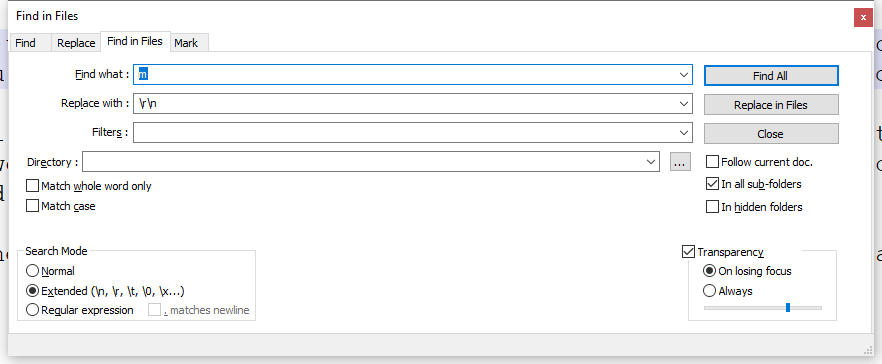 Find in Files
x
Find Replace Find in Files Mark
Find what : m
Find All
Replace with : \r\n
Replace in Files
Filters :
Close
Directory :
...
Follow current doc.
Match whole word only
In all sub-folders
Match case
In hidden folders
Search Mode
Transparency
Normal
On losing focus
Extended (\n, \r, \t, \0, \x...)
Always
Regular expression
. matches newline